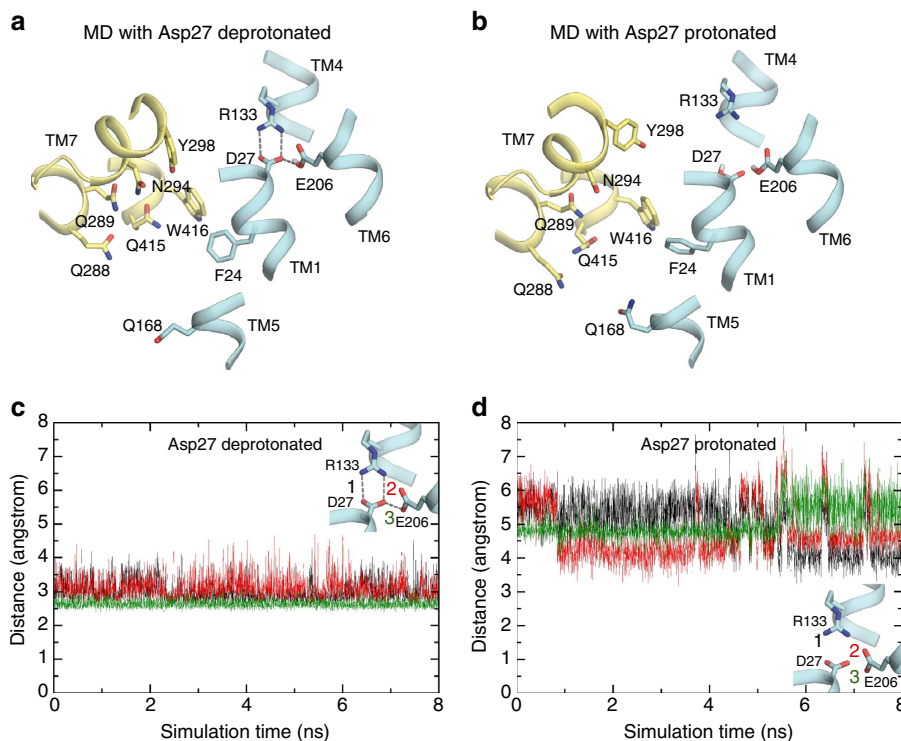 a
MD with Asp27 deprotonated
TM4
R133
TM7
Y298
D27
N294
E206
Q289
W416
TM6
Q288
Q415
F24
TM1
Q168
TM5
b
MD with Asp27 protonated
TM4
R133
Y298
TM7
D27
N294
E206
Q289
W416
TM6
Q415
F24
TM1
Q288
Q168
TM5
c
Asp27 deprotonated
R133
1
2
D27
3
E206
8
7
6
5
4
3
2
1
0
Distance (angstrom)
0 2 4 6 8
Simulation time (ns)
d
Asp27 protonated
8
7
6
5
4
3
2
1
0
Distance (angstrom)
R133
1
2
D27
3
E206
0 2 4 6 8
Simulation time (ns)